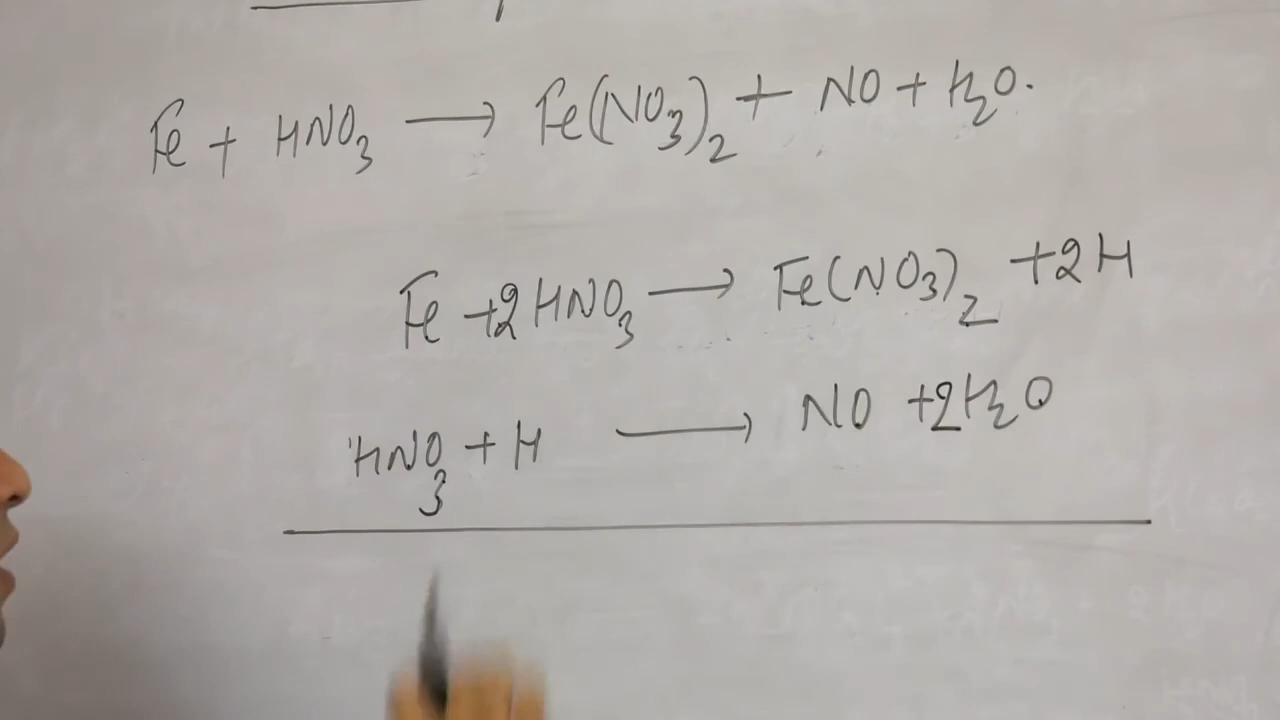 Fe + HNO3 → Fe(NO3)2 + NO + H2O.
Fe +2HNO3 → Fe(NO3)2 +2H
HNO3 + H → NO +2H2O